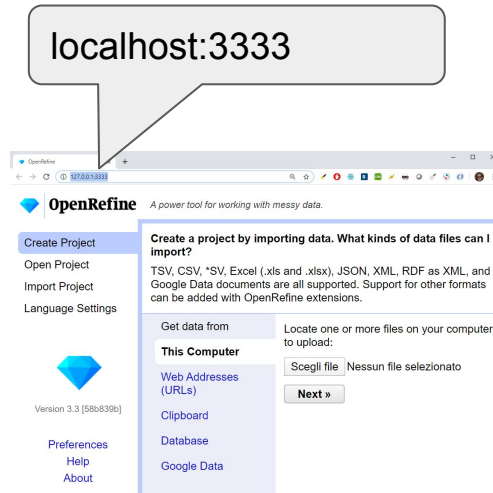 localhost:3333
OpenRefine
127.0.0.1:3333
OpenRefine
A power tool for working with messy data.
Create Project
Open Project
Import Project
Language Settings
Version 3.3 [58b839b]
Preferences
Help
About
Create a project by importing data. What kinds of data files can I
import?
TSV, CSV, *SV, Excel (.xls and .xlsx), JSON, XML, RDF as XML, and
Google Data documents are all supported. Support for other formats
can be added with OpenRefine extensions.
Get data from
This Computer
Web Addresses
(URLs)
Clipboard
Database
Google Data
Locate one or more files on your computer
to upload:
Scegli file Nessun file selezionato
Next »